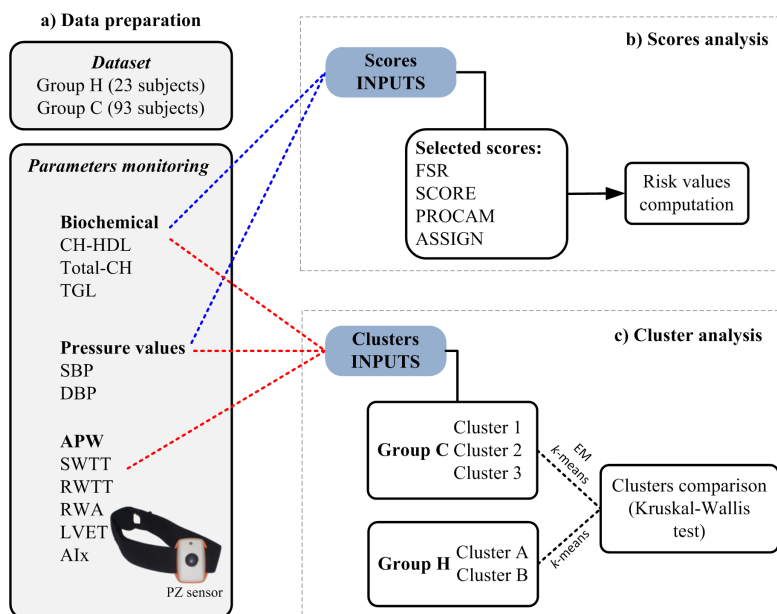 a) Data preparation
Dataset
Group H (23 subjects)
Group C (93 subjects)
Parameters monitoring
Biochemical
CH-HDL
Total-CH
TGL
Pressure values
SBP
DBP
APW
SWTT
RWTT
RWA
LVET
AIx
PZ sensor
Scores
INPUTS
b) Scores analysis
Selected scores:
FSR
SCORE
PROCAM
ASSIGN
Risk values
computation
Clusters
INPUTS
c) Cluster analysis
Group C
Cluster 1
Cluster 2
Cluster 3
EM
k-means
Group H
Cluster A
Cluster B
k-means
Clusters comparison
(Kruskal-Wallis
test)